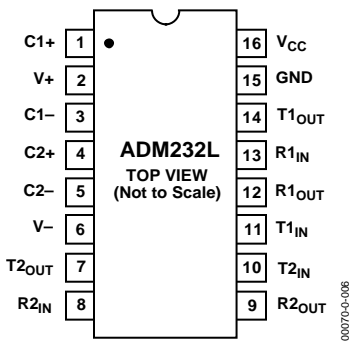 C1+ 1 16 VCC
V+ 2 15 GND
C1– 3 14 T1OUT
C2+ 4 ADM232L 13 R1IN
TOP VIEW
C2– 5 (Not to Scale) 12 R1OUT
V– 6 11 T1IN
T2OUT 7 10 T2IN
R2IN 8 9 R2OUT
00070-0-006